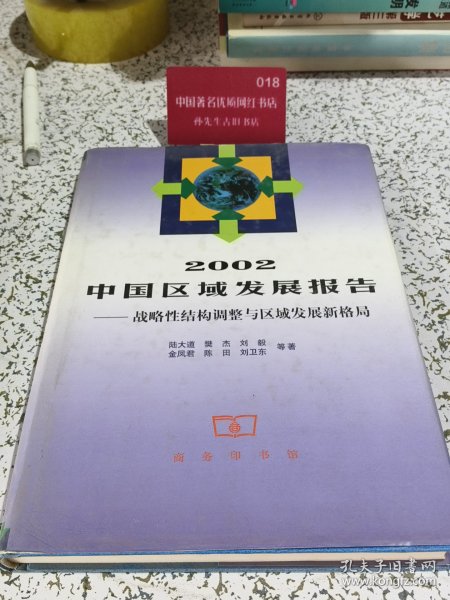 018
中国著名优质网红书店
孙先生古旧书店
2002
中国区域发展报告
——战略性结构调整与区域发展新格局
陆大道 樊杰 刘毅
金凤君 陈田 刘卫东 等著
商务印书馆
孔夫子旧书网
www.kongfz.com